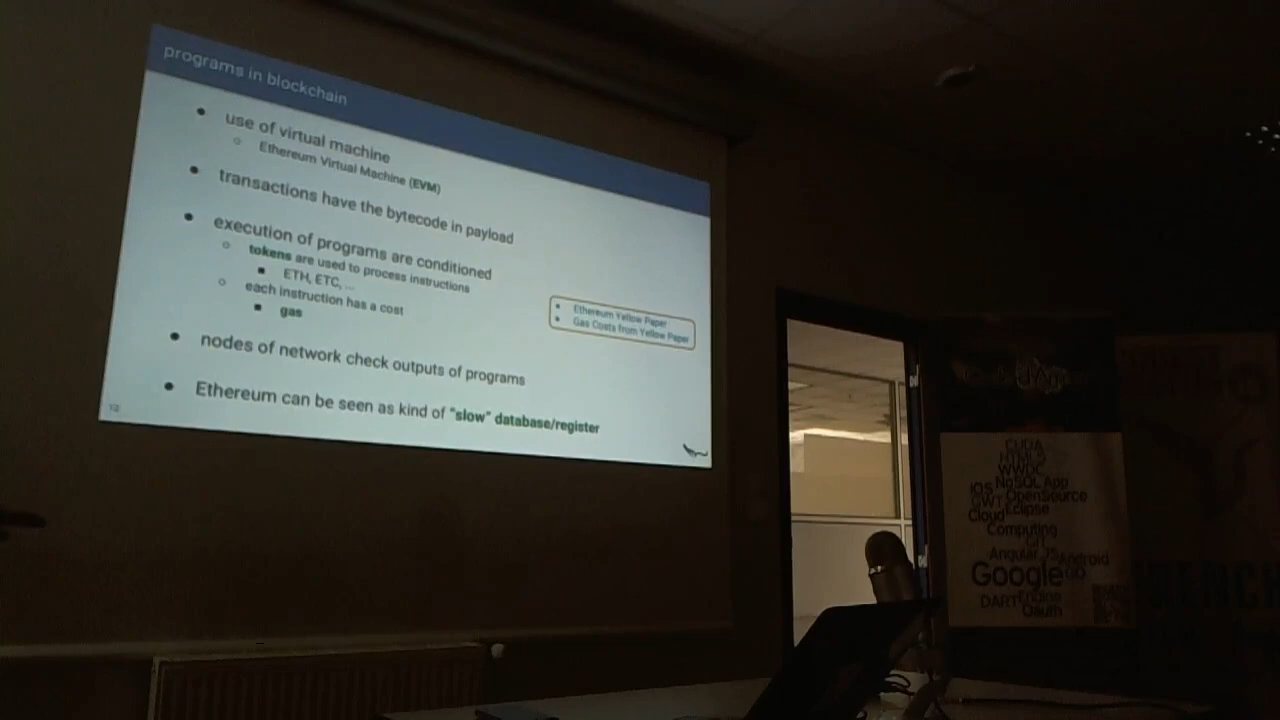 programs in blockchain
● use of virtual machine
○ Ethereum Virtual Machine (EVM)
● transactions have the bytecode in payload
● execution of programs are conditioned
○ tokens are used to process instructions
■ ETH, ETC, ...
○ each instruction has a cost
■ gas
● nodes of network check outputs of programs
● Ethereum can be seen as kind of "slow" database/register
● Ethereum Yellow Paper
● Gas Costs from Yellow Paper
CUDA
HTML5
WWDC
NoSQL App
iOS
GWT OpenSource
Cloud Eclipse
Computing
GIT
AngularJS Android
Google
DART Engine
Oauth